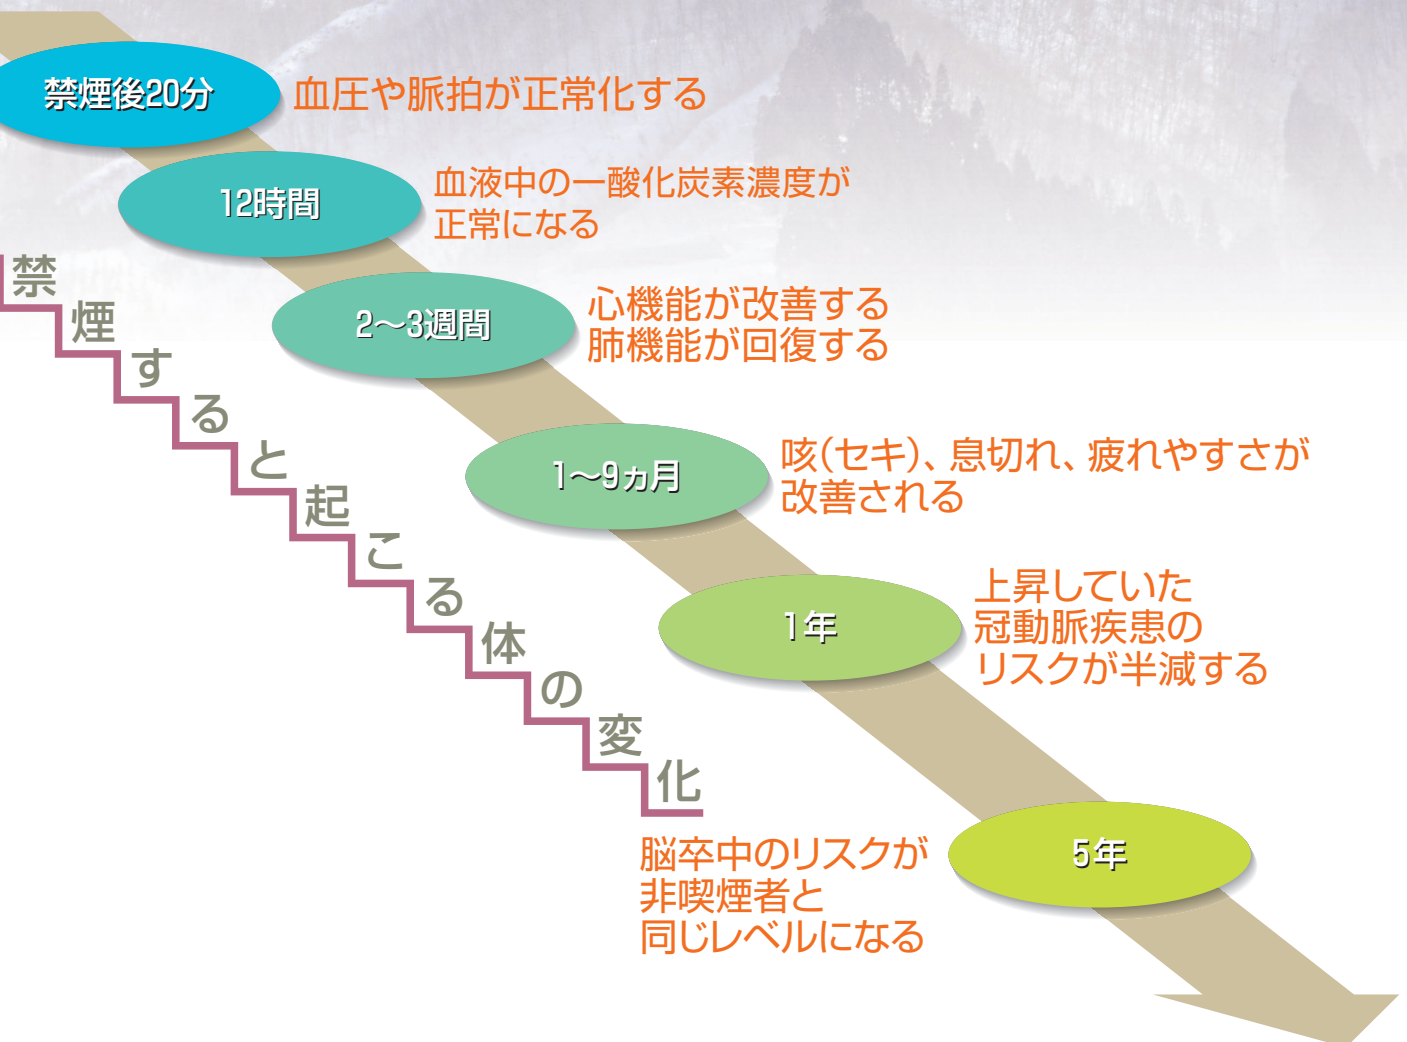 禁煙後20分
血圧や脈拍が正常化する
12時間
血液中の一酸化炭素濃度が
正常になる
2〜3週間
心機能が改善する
肺機能が回復する
1〜9ヵ月
咳(セキ)、息切れ、疲れやすさが
改善される
1年
上昇していた
冠動脈疾患の
リスクが半減する
5年
脳卒中のリスクが
非喫煙者と
同じレベルになる
禁煙すると起こる体の変化